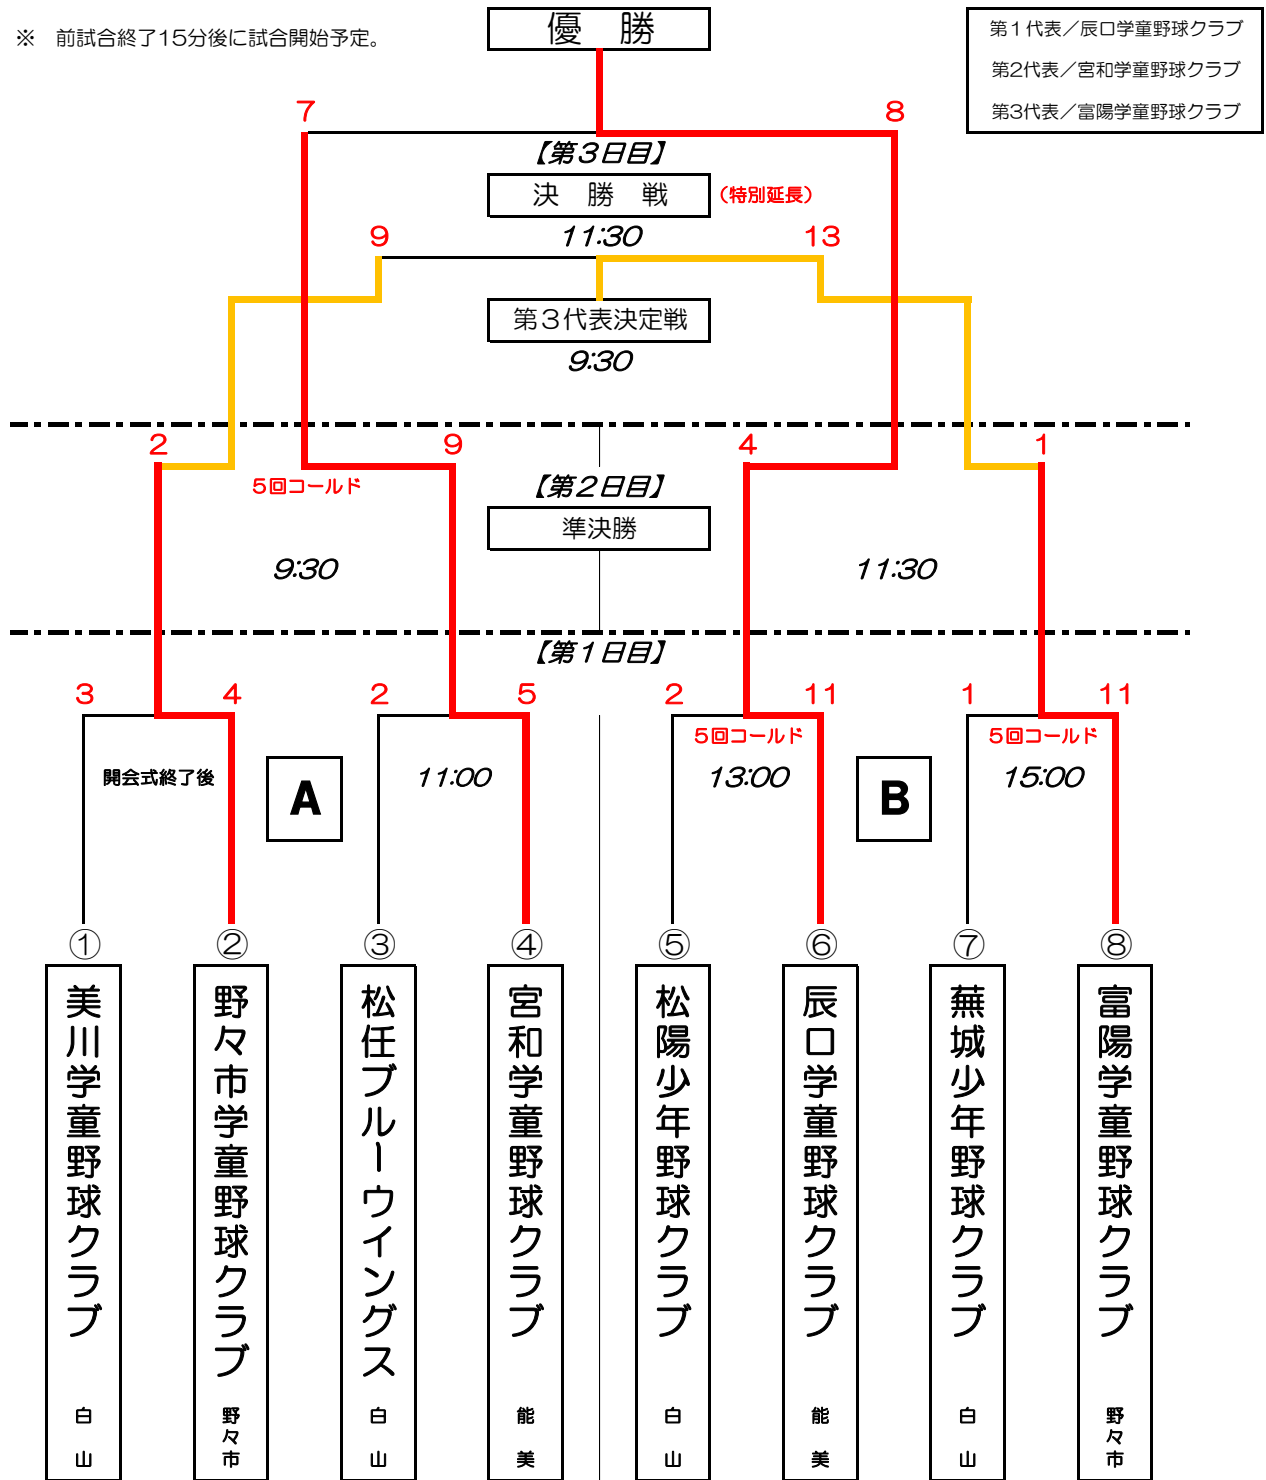 優　勝
※　前試合終了15分後に試合開始予定。
第1代表／辰口学童野球クラブ
第2代表／宮和学童野球クラブ
第3代表／富陽学童野球クラブ
7
8
【第3日目】
決　勝　戦
（特別延長）
11:30
9
13
第3代表決定戦
9:30
2
9
4
1
5回コールド
【第2日目】
準決勝
9:30
11:30
【第1日目】
3
4
2
5
2
11
1
11
5回コールド
5回コールド
開会式終了後
A
11:00
13:00
B
15:00
①
②
③
④
⑤
⑥
⑦
⑧
美川学童野球クラブ
白山
野々市学童野球クラブ
野々市
松任ブルーウイングス
白山
宮和学童野球クラブ
能美
松陽少年野球クラブ
白山
辰口学童野球クラブ
能美
蕪城少年野球クラブ
白山
富陽学童野球クラブ
野々市